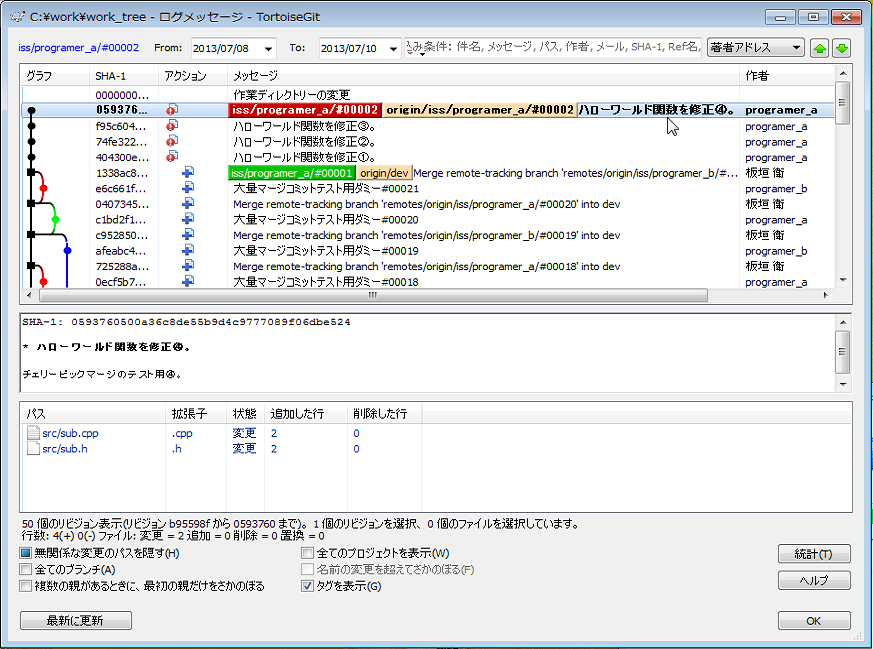 C:¥work¥work_tree - ログメッセージ - TortoiseGit
iss/programer_a/#00002 From: 2013/07/08 To: 2013/07/10 み条件: 件名, メッセージ, パス, 作者, メール, SHA-1, Ref名, 著者アドレス
グラフ SHA-1 アクション メッセージ 作者
0000000... 作業ディレクトリーの変更
059376... iss/programer_a/#00002 origin/iss/programer_a/#00002 ハローワールド関数を修正④。 programer_a
f95c604... ハローワールド関数を修正③。 programer_a
74fe322... ハローワールド関数を修正②。 programer_a
404300e... ハローワールド関数を修正①。 programer_a
1338ac8... iss/programer_a/#00001 origin/dev Merge remote-tracking branch 'remotes/origin/iss/programer_b/#... 板垣 衛
e6c661f... 大量マージコミットテスト用ダミー#00021 programer_b
0407345... Merge remote-tracking branch 'remotes/origin/iss/programer_a/#00020' into dev 板垣 衛
c1bd2f1... 大量マージコミットテスト用ダミー#00020 programer_a
c952850... Merge remote-tracking branch 'remotes/origin/iss/programer_b/#00019' into dev 板垣 衛
afeabc4... 大量マージコミットテスト用ダミー#00019 programer_b
725288a... Merge remote-tracking branch 'remotes/origin/iss/programer_a/#00018' into dev 板垣 衛
0ecf5b7... 大量マージコミットテスト用ダミー#00018 programer_a
SHA-1: 0593760500a36c8de55b9d4c9777089f06dbe524
* ハローワールド関数を修正④。
チェリーピックマージのテスト用④。
パス 拡張子 状態 追加した行 削除した行
src/sub.cpp .cpp 変更 2 0
src/sub.h .h 変更 2 0
50 個のリビジョン表示(リビジョン b95598f から 0593760 まで)。1 個のリビジョンを選択、0 個のファイルを選択しています。
行数: 4(+) 0(-) ファイル: 変更 = 2 追加 = 0 削除 = 0 置換 = 0
無関係な変更のパスを隠す(H) 全てのプロジェクトを表示(W) 統計(T)
全てのブランチ(A) 名前の変更を超えてさかのぼる(F) ヘルプ
複数の親があるときに、最初の親だけをさかのぼる タグを表示(G)
最新に更新 OK